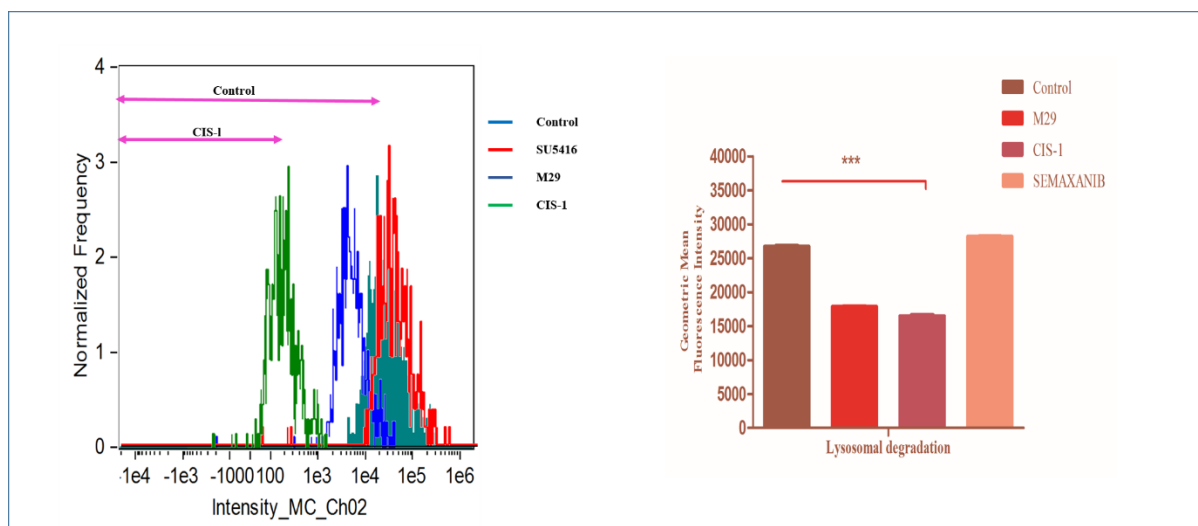 4
3
2
1
0
Normalized Frequency
Control
CIS-1
-1e4 -1e3 -1000 100 1e3 1e4 1e5 1e6
Intensity_MC_Ch02
Control
SU5416
M29
CIS-1
Control
M29
CIS-1
SEMAXANIB
***
40000
35000
30000
25000
20000
15000
10000
5000
0
Geometric Mean
Fluorescence Intensity
Lysosomal degradation